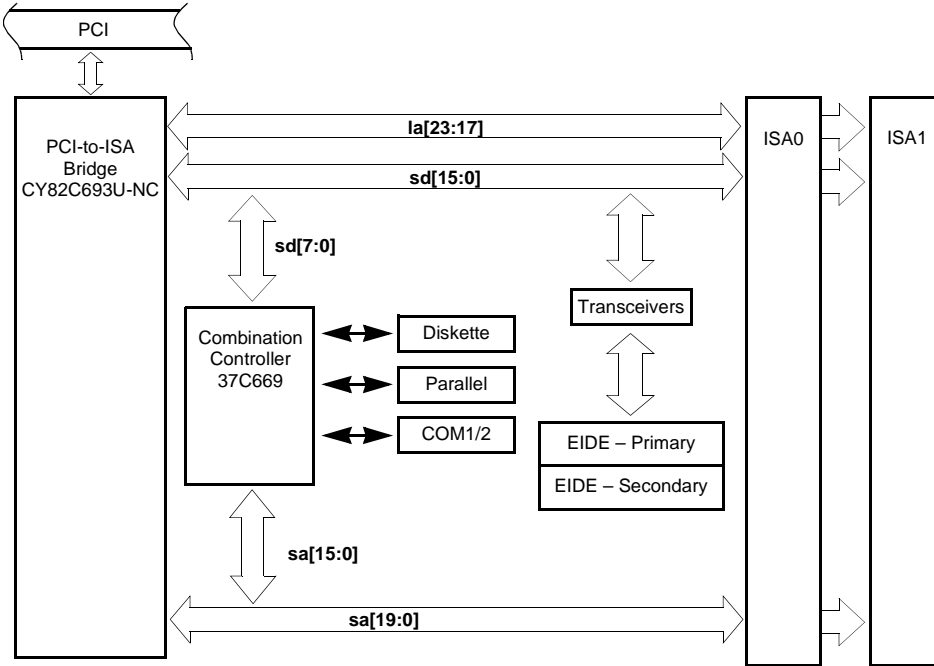 PCI
PCI-to-ISA
Bridge
CY82C693U-NC
la[23:17]
ISA0
ISA1
sd[15:0]
sd[7:0]
Transceivers
Combination
Controller
37C669
Diskette
Parallel
COM1/2
EIDE – Primary
EIDE – Secondary
sa[15:0]
sa[19:0]